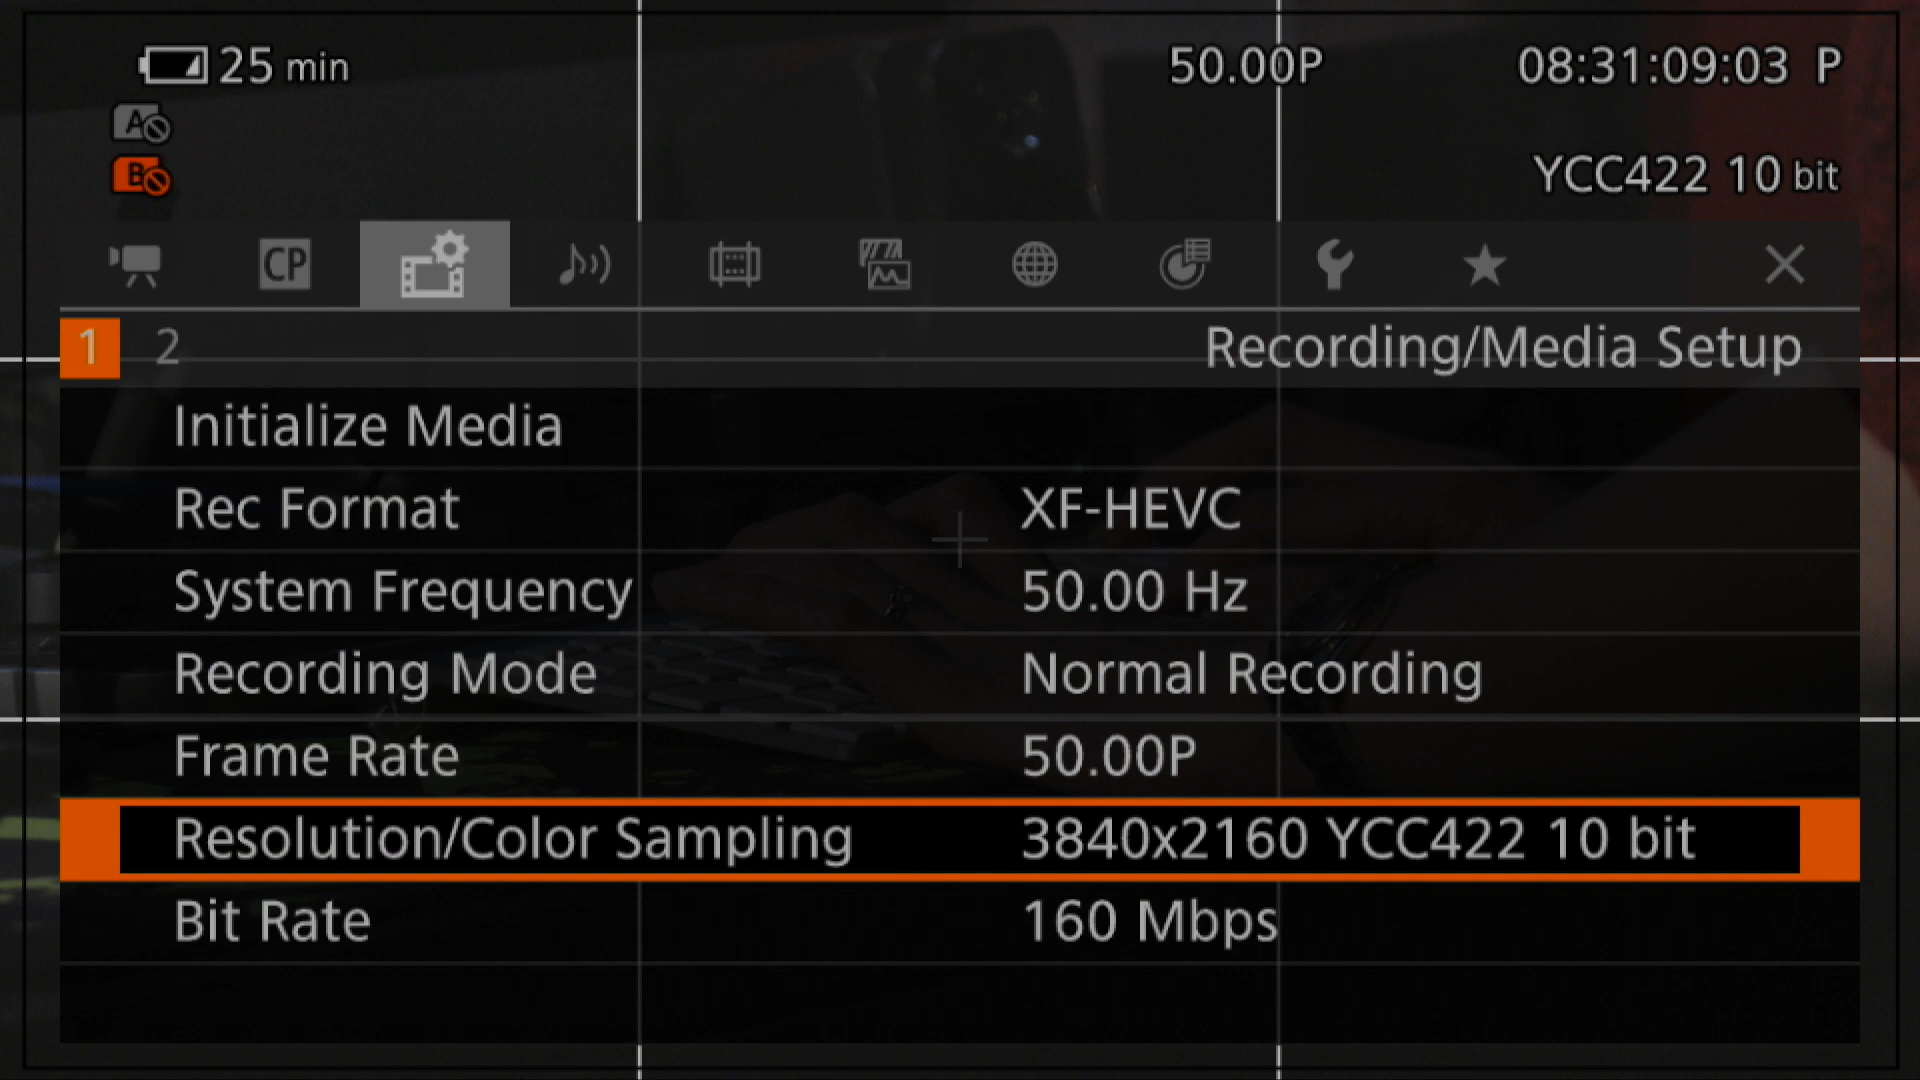 25 min
50.00P
08:31:09:03 P
A
B
YCC422 10 bit
CP
1 2
Recording/Media Setup
Initialize Media
Rec Format XF-HEVC
System Frequency 50.00 Hz
Recording Mode Normal Recording
Frame Rate 50.00P
Resolution/Color Sampling 3840x2160 YCC422 10 bit
Bit Rate 160 Mbps